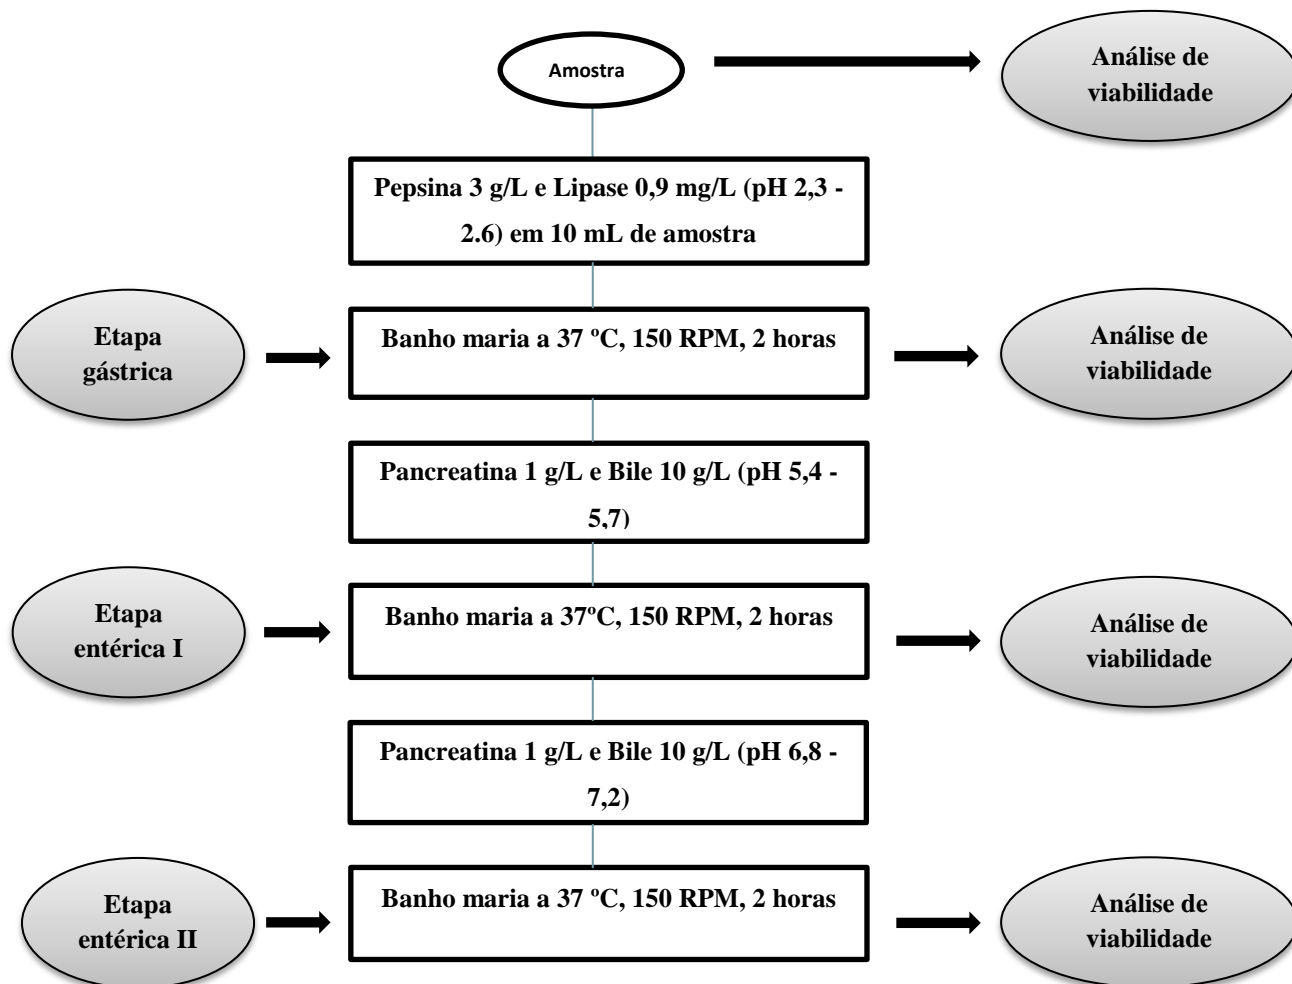 Amostra
Análise de
viabilidade
Pepsina 3 g/L e Lipase 0,9 mg/L (pH 2,3 -
2.6) em 10 mL de amostra
Etapa
gástrica
Banho maria a 37 ºC, 150 RPM, 2 horas
Análise de
viabilidade
Pancreatina 1 g/L e Bile 10 g/L (pH 5,4 -
5,7)
Etapa
entérica I
Banho maria a 37ºC, 150 RPM, 2 horas
Análise de
viabilidade
Pancreatina 1 g/L e Bile 10 g/L (pH 6,8 -
7,2)
Etapa
entérica II
Banho maria a 37 ºC, 150 RPM, 2 horas
Análise de
viabilidade